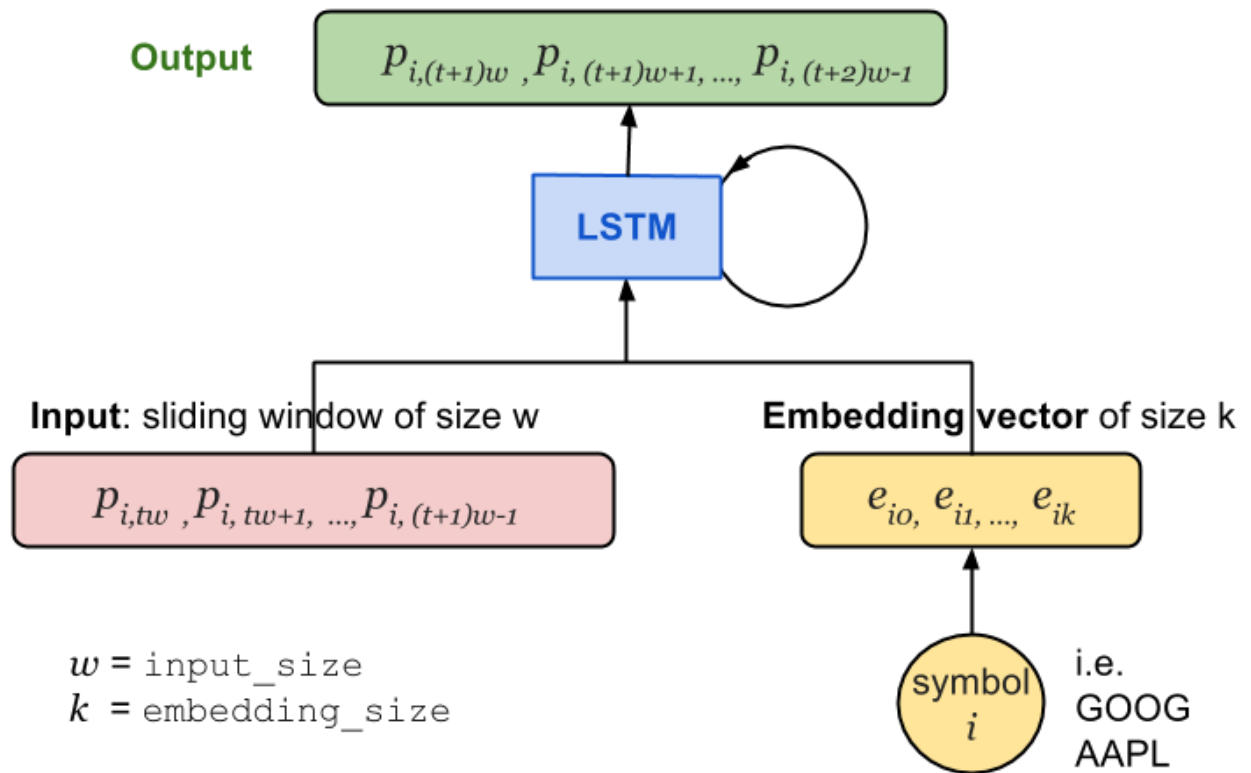 Output
p_{i,(t+1)w} , p_{i, (t+1)w+1, ...,} p_{i, (t+2)w-1}
LSTM
Input: sliding window of size w
Embedding vector of size k
p_{i,tw} , p_{i, tw+1, ...,} p_{i, (t+1)w-1}
e_{i0,} e_{i1, ...,} e_{ik}
w = input_size
k = embedding_size
symbol
i
i.e.
GOOG
AAPL